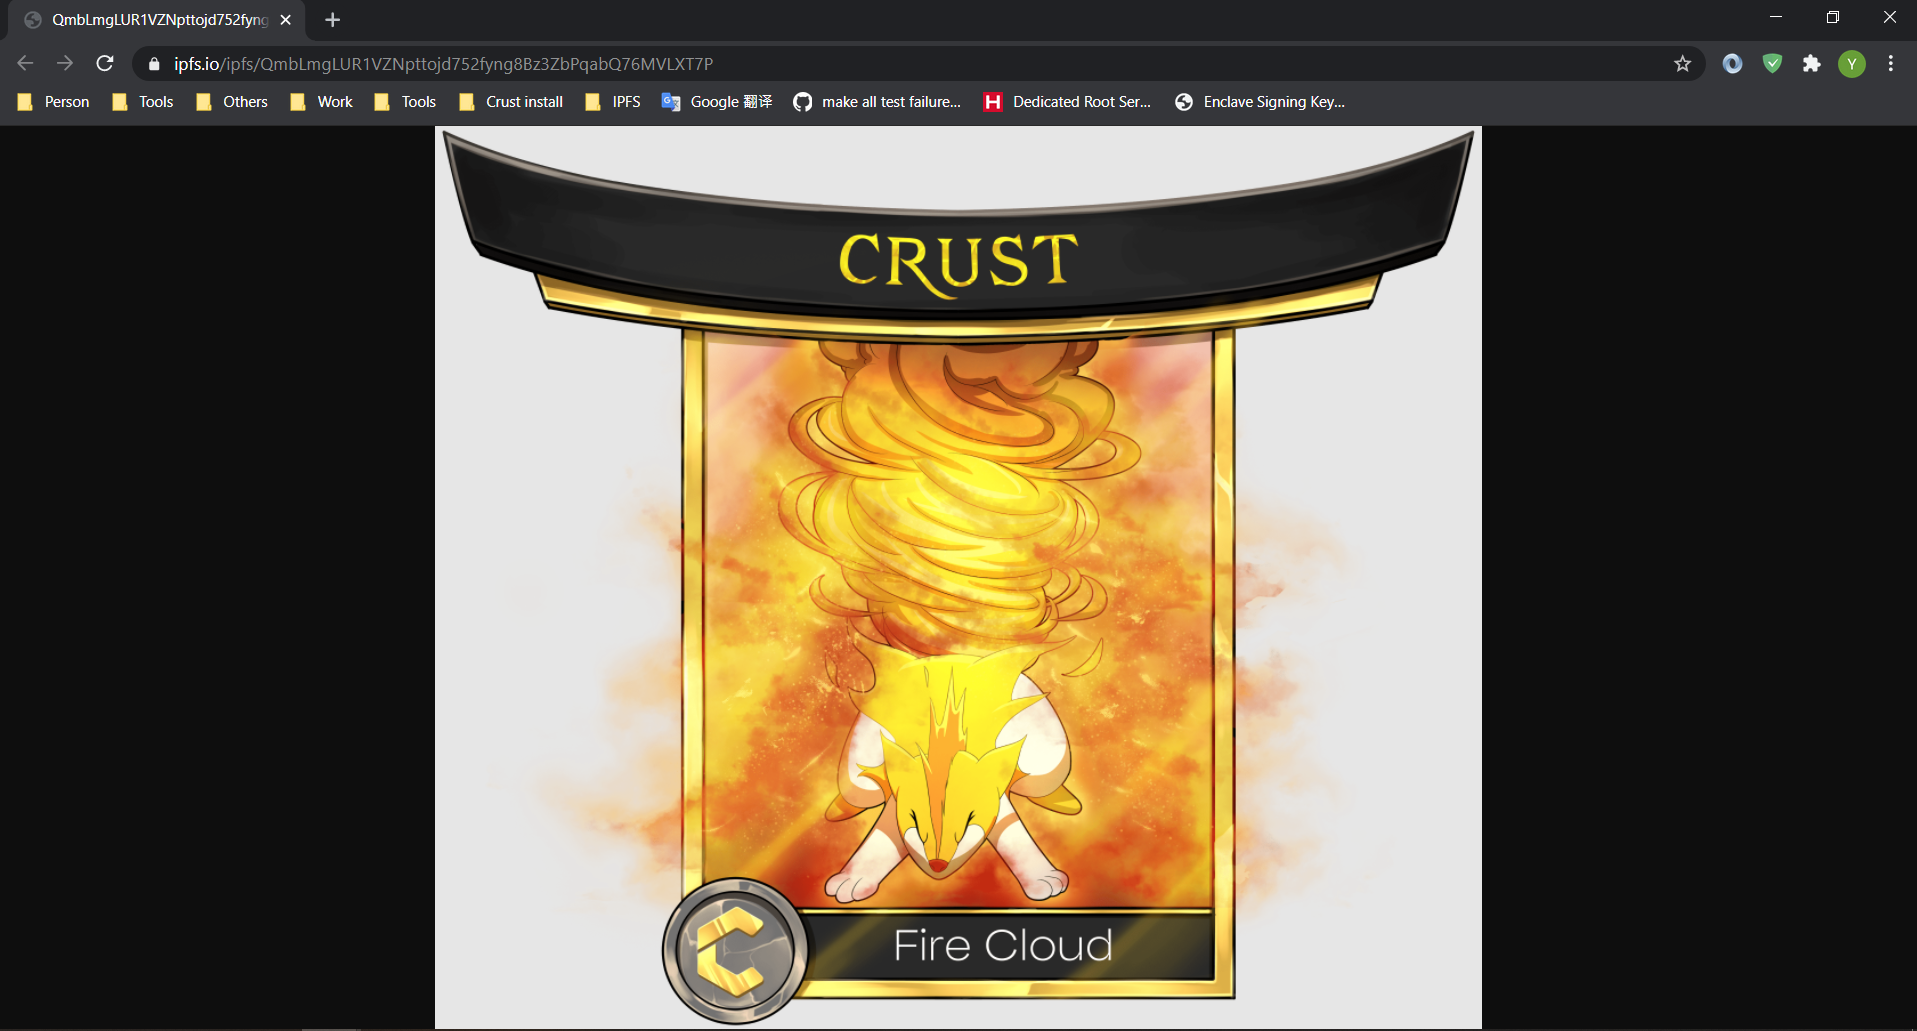 QmbLmgLUR1VZNpttojd752fyng
ipfs.io/ipfs/QmbLmgLUR1VZNpttojd752fyng8Bz3ZbPqabQ76MVLXT7P
Y
Person Tools Others Work Tools Crust install IPFS Google 翻译 make all test failure... H Dedicated Root Ser... Enclave Signing Key...
CRUST
C
Fire Cloud